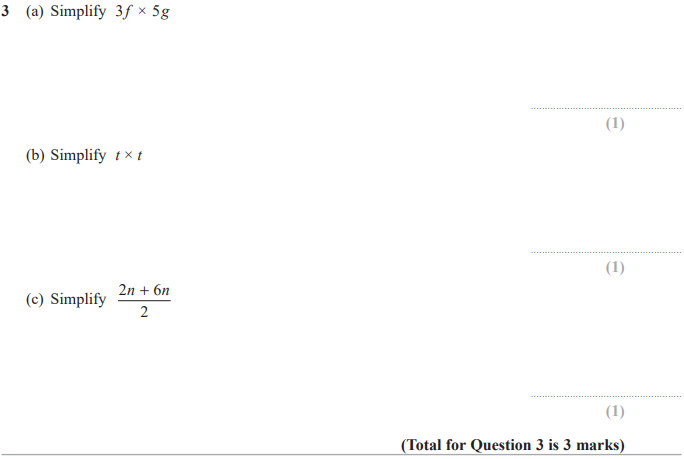 3 (a) Simplify 3f × 5g
(1)
(b) Simplify t × t
(1)
(c) Simplify (2n + 6n)/2
(1)
(Total for Question 3 is 3 marks)